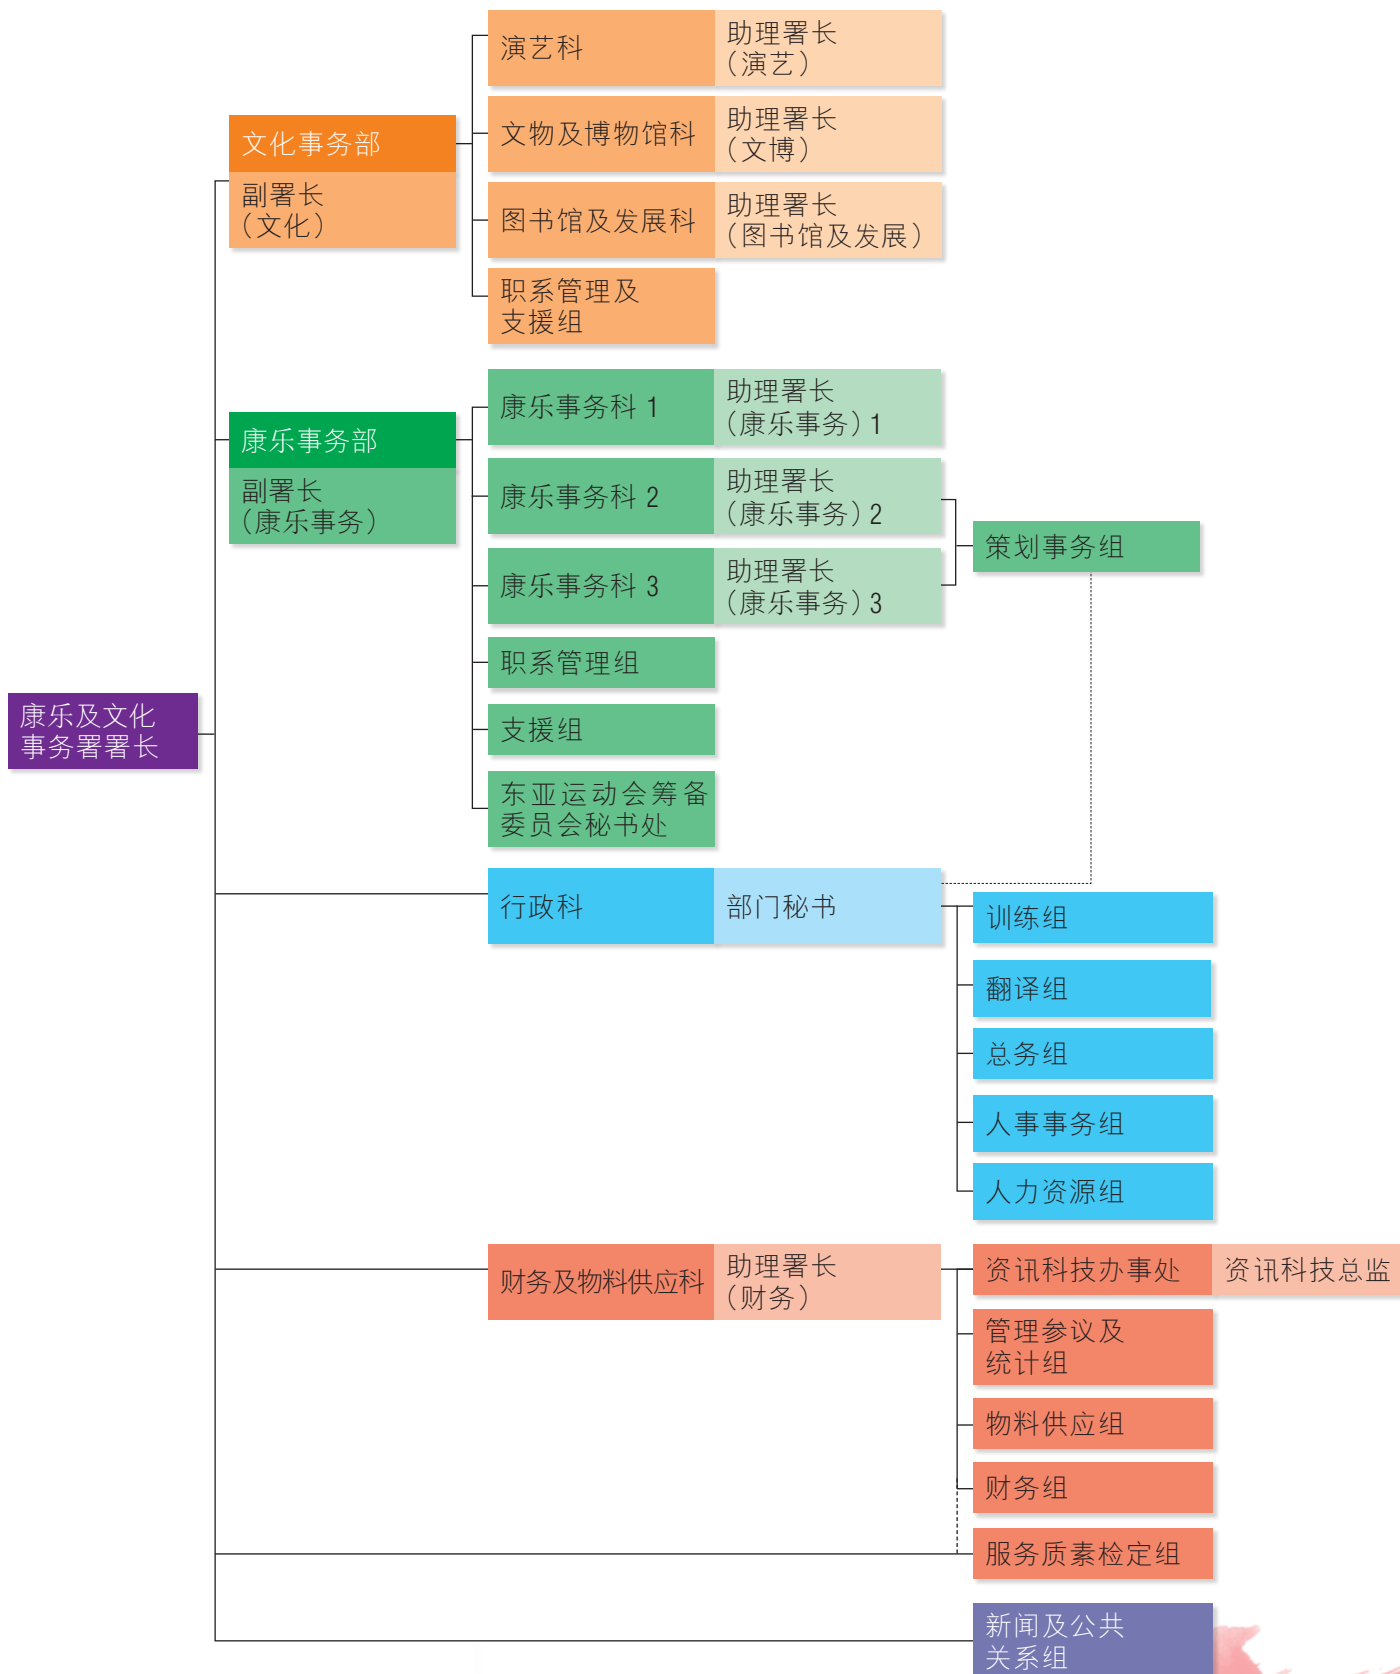 演艺科
助理署长
（演艺）
文物及博物馆科
助理署长
（文博）
文化事务部
副署长
（文化）
图书馆及发展科
助理署长
（图书馆及发展）
职系管理及
支援组
康乐事务科 1
助理署长
（康乐事务）1
康乐事务部
副署长
（康乐事务）
康乐事务科 2
助理署长
（康乐事务）2
策划事务组
康乐事务科 3
助理署长
（康乐事务）3
职系管理组
康乐及文化
事务署署长
支援组
东亚运动会筹备
委员会秘书处
行政科
部门秘书
训练组
翻译组
总务组
人事事务组
人力资源组
财务及物料供应科
助理署长
（财务）
资讯科技办事处
资讯科技总监
管理参议及
统计组
物料供应组
财务组
服务质素检定组
新闻及公共
关系组